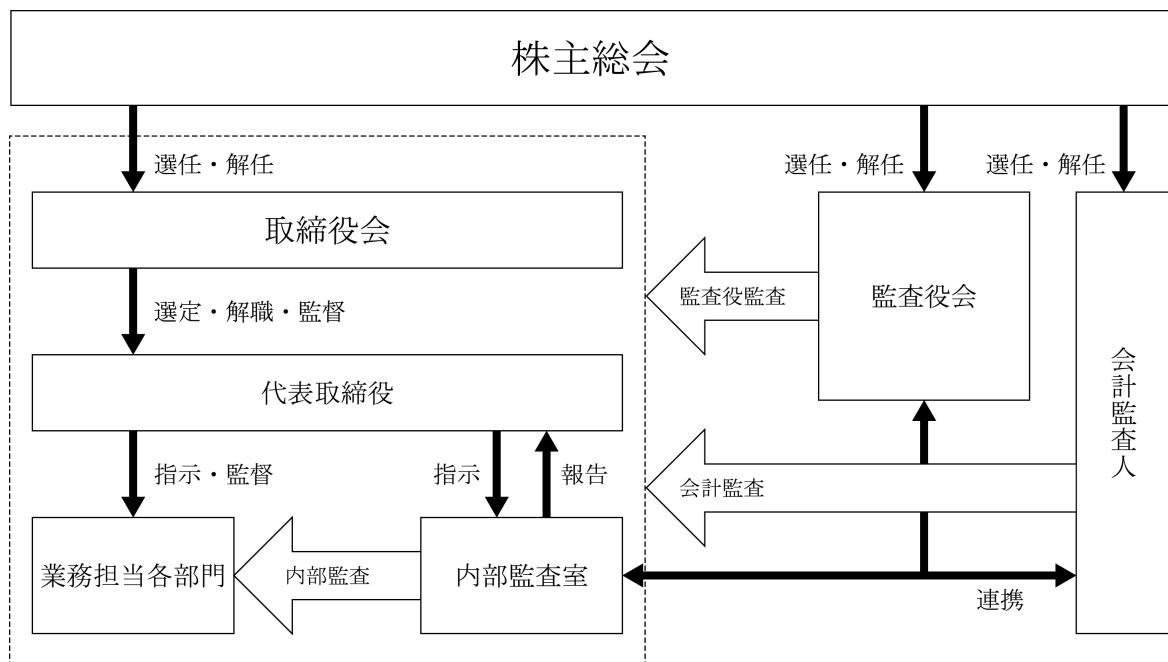 株主総会
選任・解任
選任・解任
選任・解任
取締役会
監査役監査
監査役会
選定・解職・監督
代表取締役
会計監査人
指示・監督
指示
報告
会計監査
業務担当各部門
内部監査
内部監査室
連携